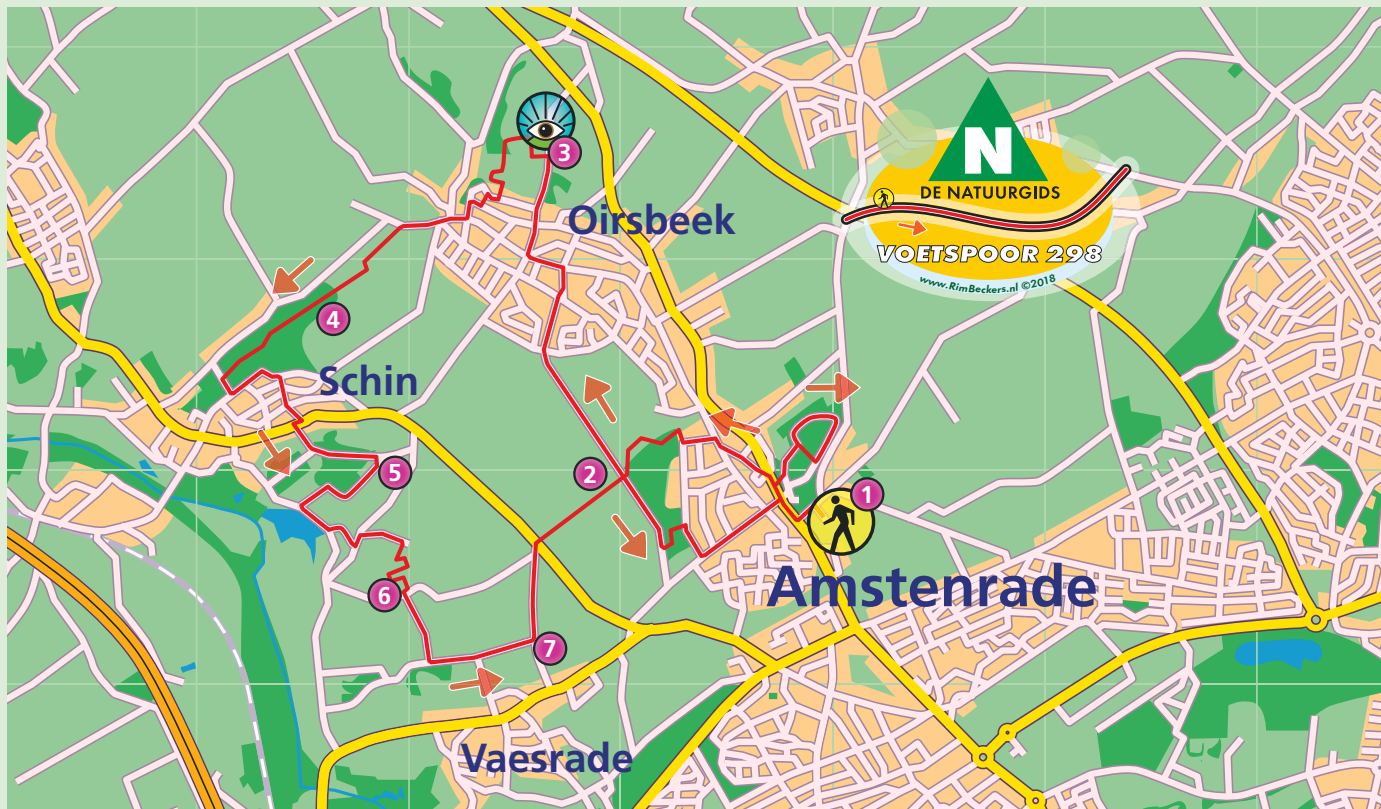 3
Oirsbeek
N
DE NATUURGIDS
VOETSPOOR 298
www.RimBeckers.nl ©2018
4
Schin
5
2
1
Amstenrade
6
7
Vaesrade